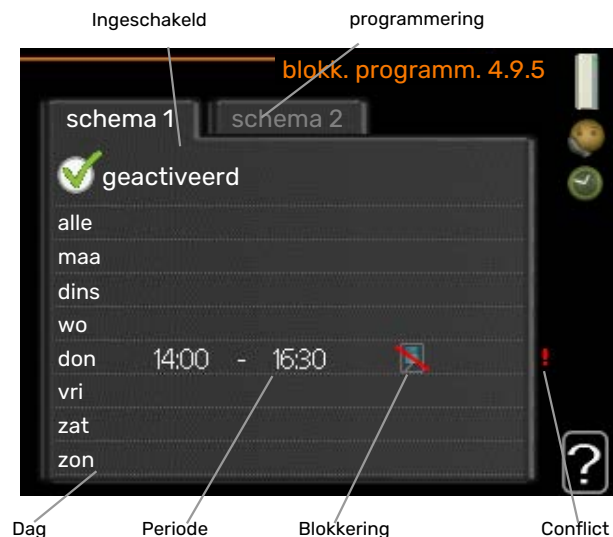 Ingeschakeld programmering
blokk. programm. 4.9.5
schema 1 schema 2
geactiveerd
alle
maa
dins
wo
don 14:00 - 16:30 !
vri
zat
zon
?
Dag Periode Blokkering Conflict